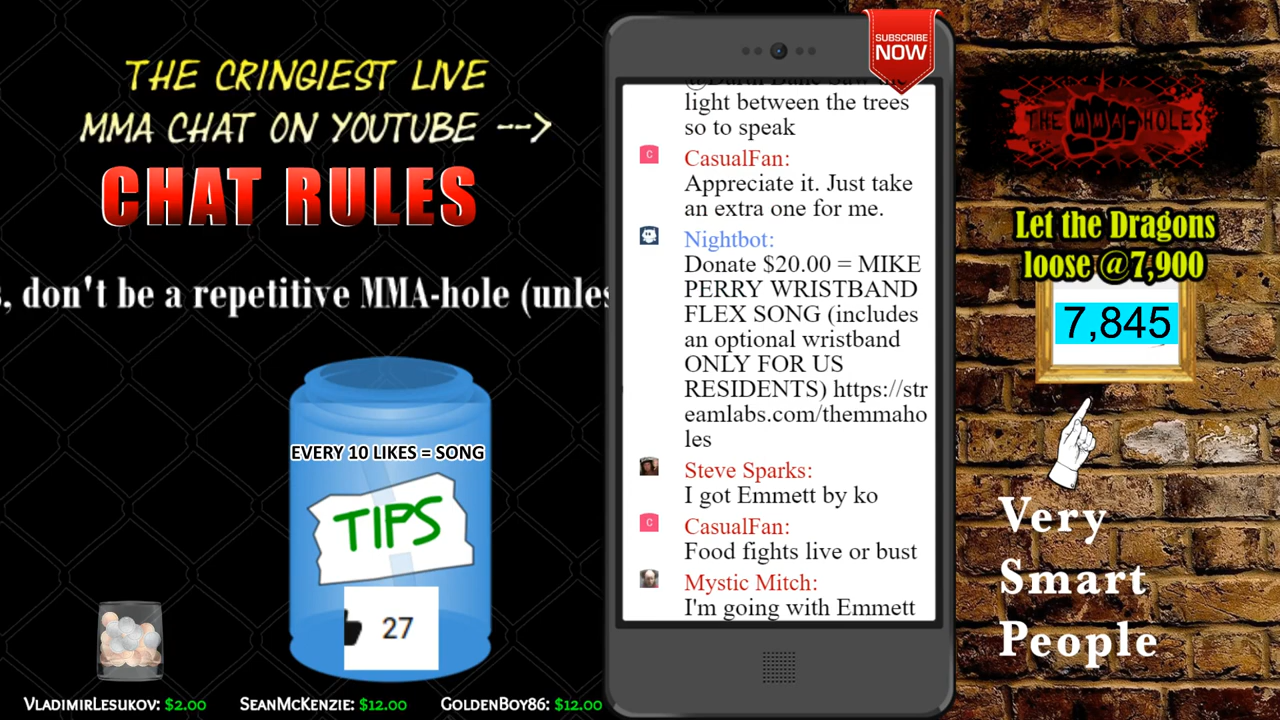 THE CRINGIEST LIVE
MMA CHAT ON YOUTUBE -->
CHAT RULES
, don't be a repetitive MMA-hole (unles
EVERY 10 LIKES = SONG
TIPS
27
VladimirLesukov: $2.00 SeanMcKenzie: $12.00 GoldenBoy86: $12.00
SUBSCRIBE
NOW
light between the trees
so to speak
C
CasualFan:
Appreciate it. Just take
an extra one for me.
Nightbot:
Donate $20.00 = MIKE
PERRY WRISTBAND
FLEX SONG (includes
an optional wristband
ONLY FOR US
RESIDENTS) https://str
eamlabs.com/themmaho
les
Steve Sparks:
I got Emmett by ko
C
CasualFan:
Food fights live or bust
Mystic Mitch:
I'm going with Emmett
THE MMA-HOLES
Let the Dragons
loose @7,900
7,845
Very
Smart
People